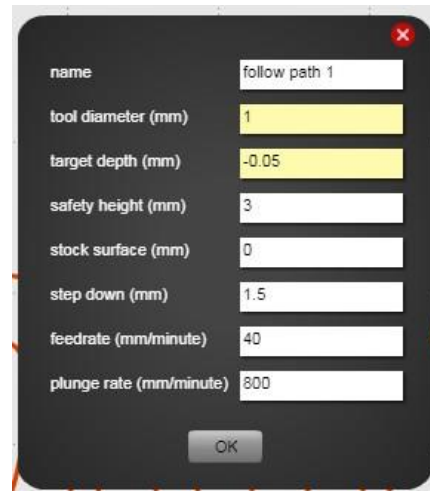 name follow path 1
tool diameter (mm) 1
target depth (mm) -0.05
safety height (mm) 3
stock surface (mm) 0
step down (mm) 1.5
feedrate (mm/minute) 40
plunge rate (mm/minute) 800
OK